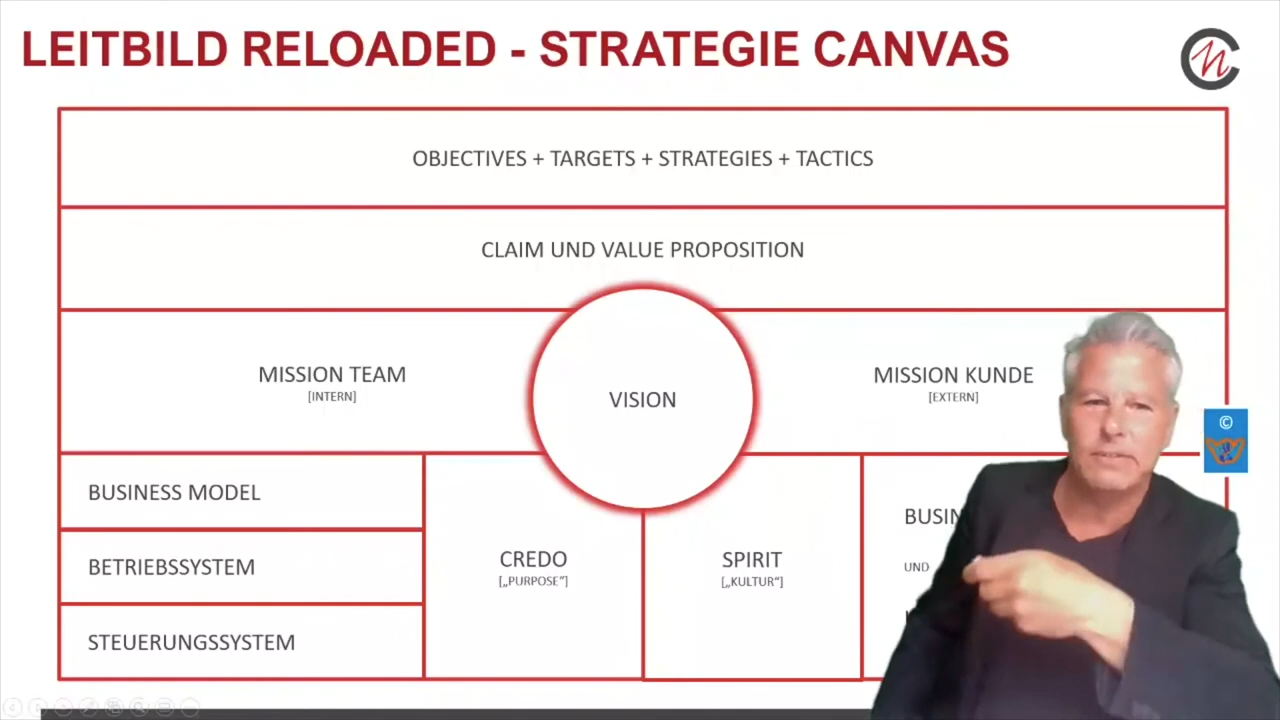 LEITBILD RELOADED - STRATEGIE CANVAS
OBJECTIVES + TARGETS + STRATEGIES + TACTICS
CLAIM UND VALUE PROPOSITION
MISSION TEAM
[INTERN]
VISION
MISSION KUNDE
[EXTERN]
©
BUSINESS MODEL
BETRIEBSSYSTEM
STEUERUNGSSYSTEM
CREDO
[„PURPOSE“]
SPIRIT
[„KULTUR“]
BUSIN
UND